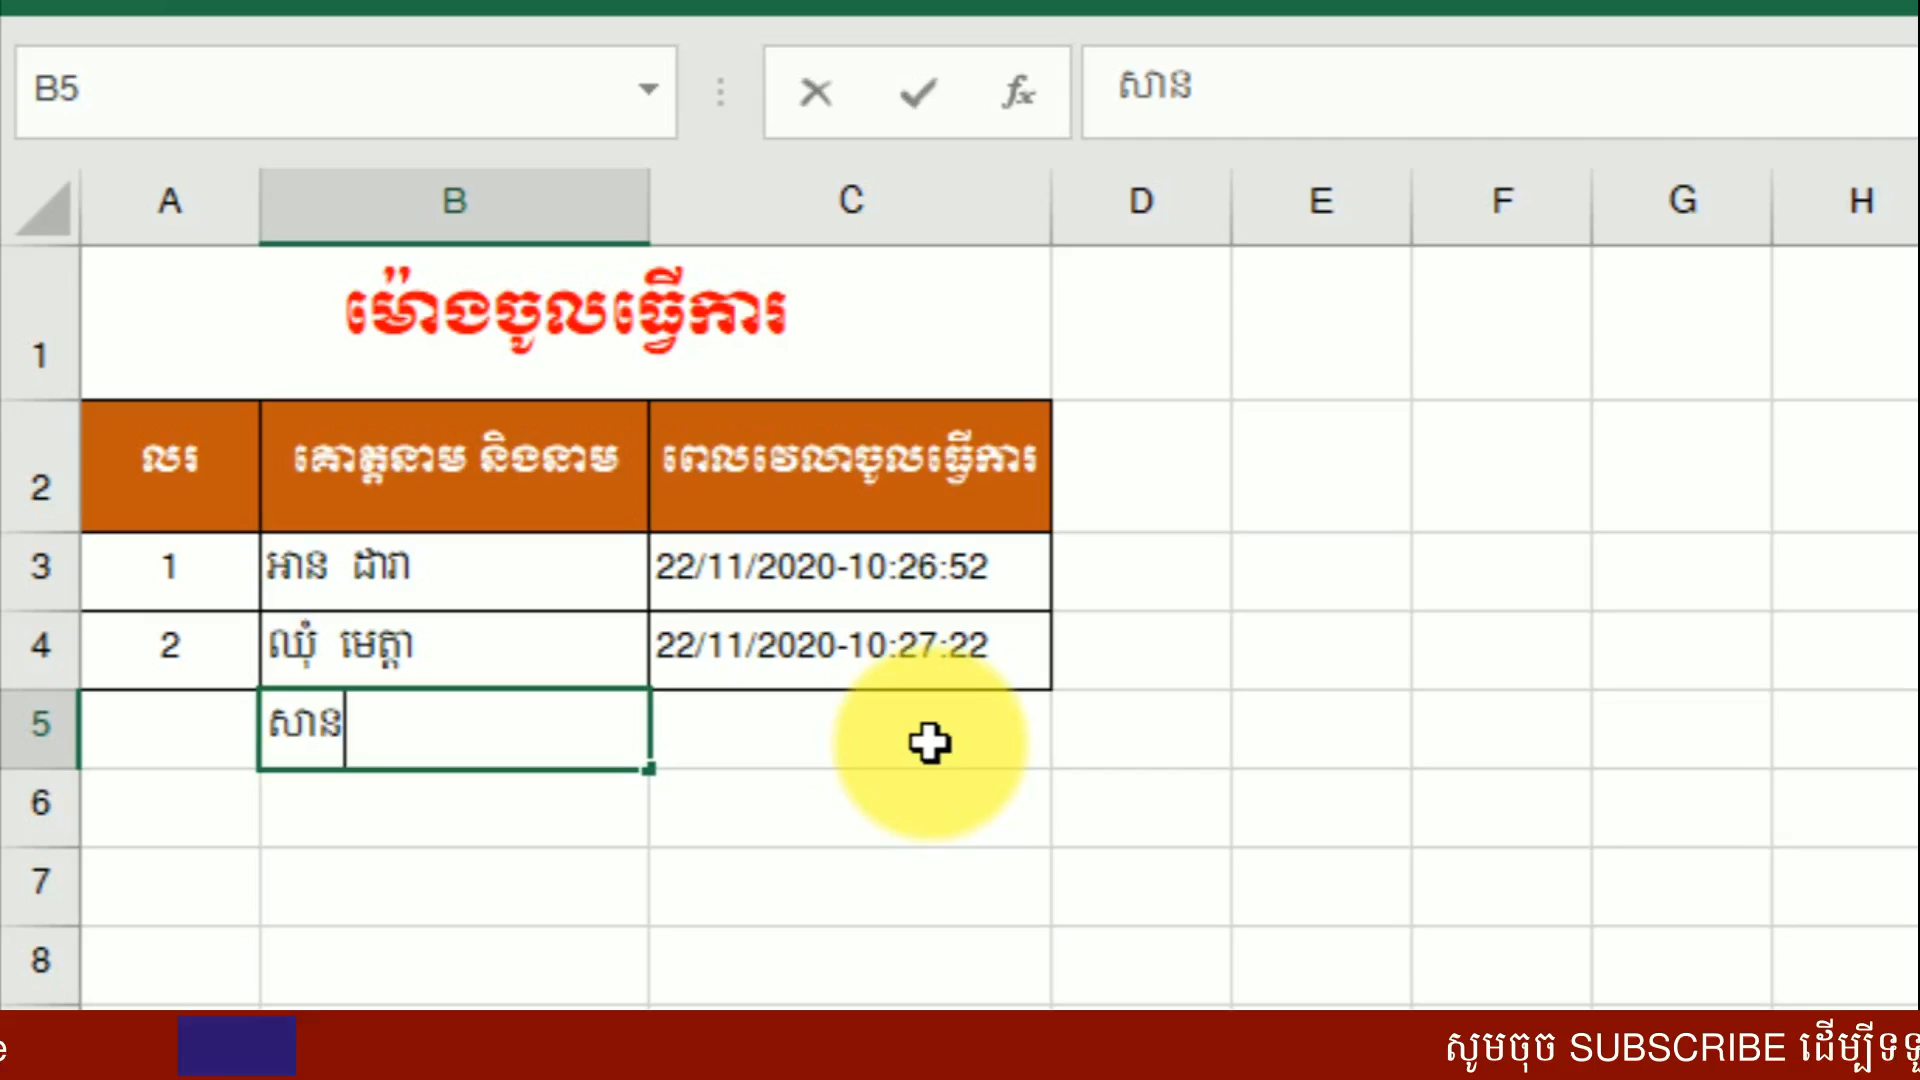 B5 fx សាន
A B C D E F G H
1 ម៉ោងចូលធ្វើការ
2 លរ គោត្តនាម និងនាម ពេលវេលាចូលធ្វើការ
3 1 អាន ដារា 22/11/2020-10:26:52
4 2 ឈុំ មេត្តា 22/11/2020-10:27:22
5 សាន
6
7
8
សូមចុច SUBSCRIBE ដើម្បី